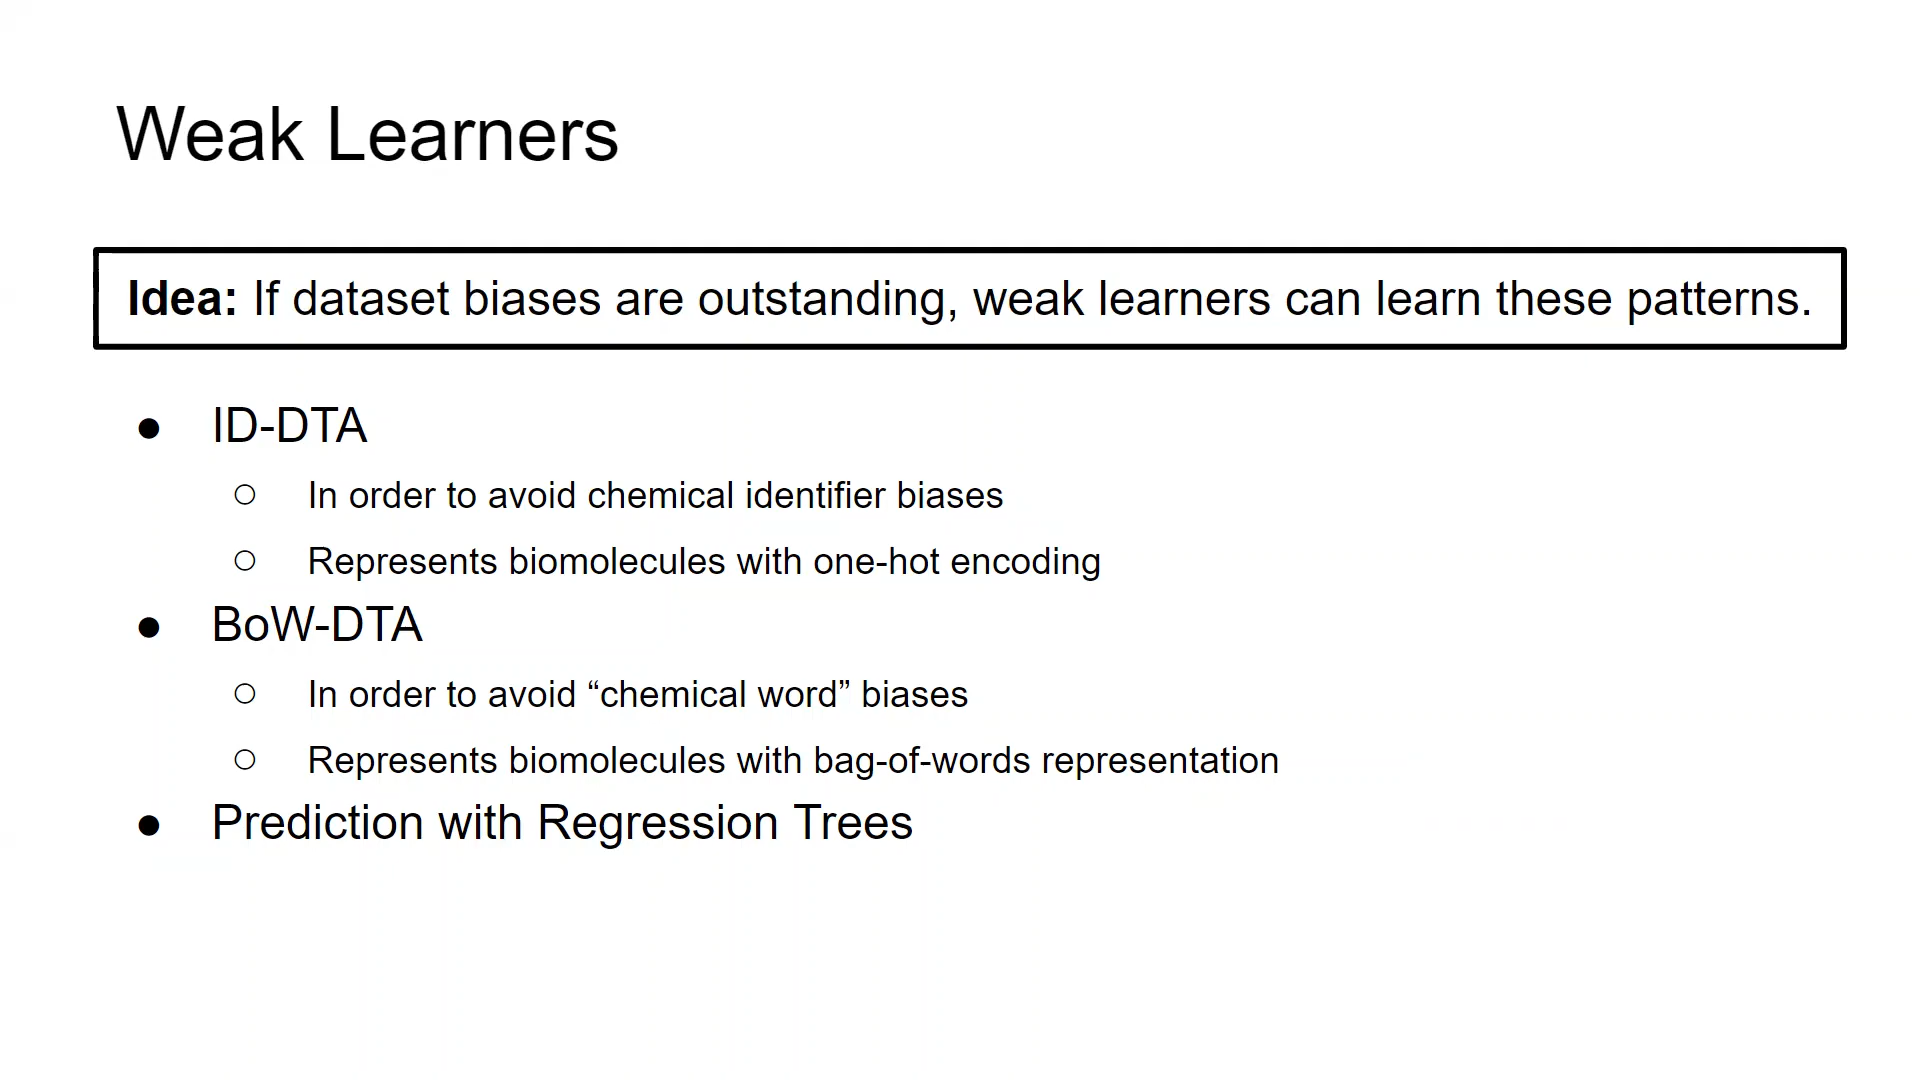 Weak Learners
Idea: If dataset biases are outstanding, weak learners can learn these patterns.
● ID-DTA
○ In order to avoid chemical identifier biases
○ Represents biomolecules with one-hot encoding
● BoW-DTA
○ In order to avoid “chemical word” biases
○ Represents biomolecules with bag-of-words representation
● Prediction with Regression Trees